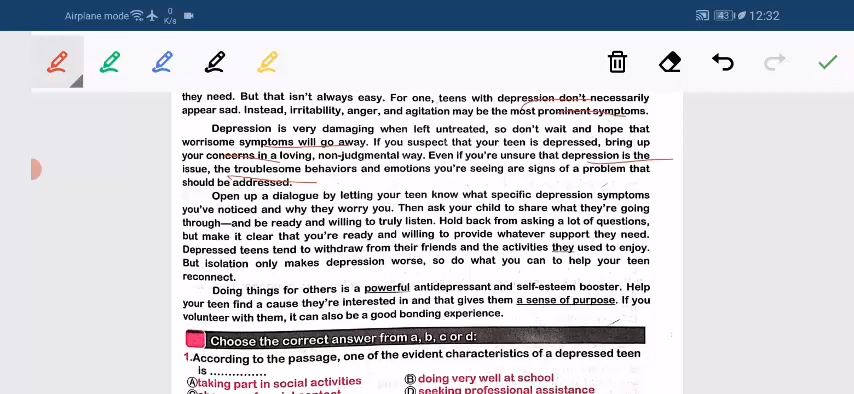 Airplane mode 0 K/s 43 12:32
they need. But that isn't always easy. For one, teens with depression don't necessarily
appear sad. Instead, irritability, anger, and agitation may be the most prominent symptoms.
Depression is very damaging when left untreated, so don't wait and hope that
worrisome symptoms will go away. If you suspect that your teen is depressed, bring up
your concerns in a loving, non-judgmental way. Even if you're unsure that depression is the
issue, the troublesome behaviors and emotions you're seeing are signs of a problem that
should be addressed.
Open up a dialogue by letting your teen know what specific depression symptoms
you've noticed and why they worry you. Then ask your child to share what they're going
through—and be ready and willing to truly listen. Hold back from asking a lot of questions,
but make it clear that you're ready and willing to provide whatever support they need.
Depressed teens tend to withdraw from their friends and the activities they used to enjoy.
But isolation only makes depression worse, so do what you can to help your teen
reconnect.
Doing things for others is a powerful antidepressant and self-esteem booster. Help
your teen find a cause they're interested in and that gives them a sense of purpose. If you
volunteer with them, it can also be a good bonding experience.
Choose the correct answer from a, b, c or d:
1.According to the passage, one of the evident characteristics of a depressed teen
is ..............
Ⓐtaking part in social activities Ⓑdoing very well at school
Ⓓseeking professional assistance